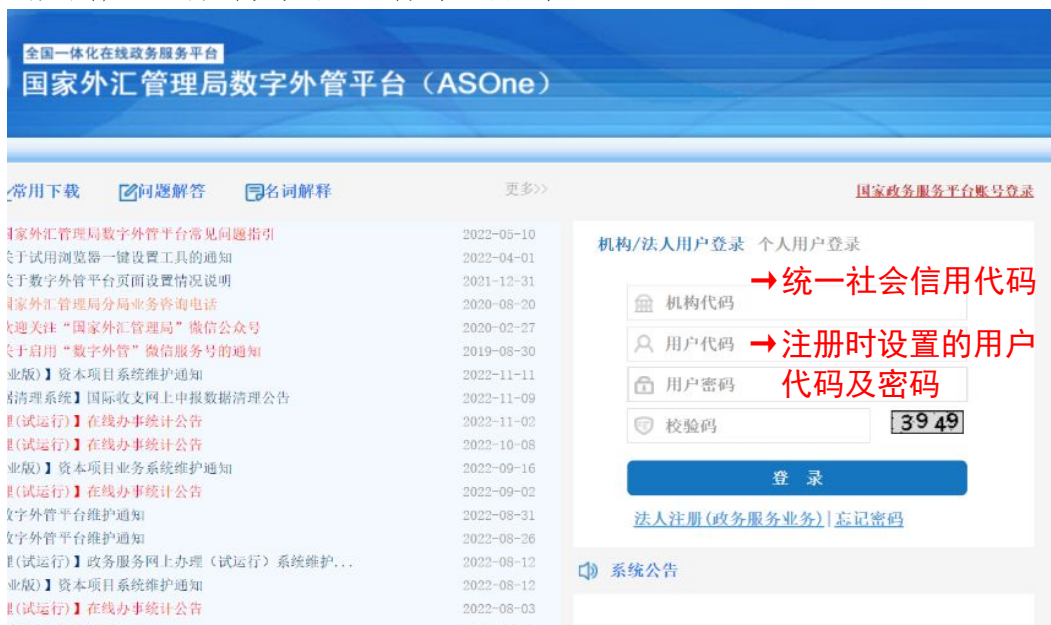 全国一体化在线政务服务平台
国家外汇管理局数字外管平台（ASOne）
常用下载 问题解答 名词解释 更多>>
国家政务服务平台账号登录
国家外汇管理局数字外管平台常见问题指引 2022-05-10
关于试用浏览器一键设置工具的通知 2022-04-01
关于数字外管平台页面设置情况说明 2021-12-31
国家外汇管理局分局业务咨询电话 2020-08-20
欢迎关注“国家外汇管理局”微信公众号 2020-02-27
关于启用“数字外管”微信服务号的通知 2019-08-30
业版)】资本项目系统维护通知 2022-11-11
据清理系统】国际收支网上申报数据清理公告 2022-11-09
理(试运行)】在线办事统计公告 2022-11-02
理(试运行)】在线办事统计公告 2022-10-08
业版)】资本项目业务系统维护通知 2022-09-16
理(试运行)】在线办事统计公告 2022-09-02
数字外管平台维护通知 2022-08-31
数字外管平台维护通知 2022-08-26
理(试运行)】政务服务网上办理（试运行）系统维护... 2022-08-12
业版)】资本项目系统维护通知 2022-08-12
理(试运行)】在线办事统计公告 2022-08-03
机构/法人用户登录 个人用户登录
机构代码 →统一社会信用代码
用户代码 →注册时设置的用户
用户密码 代码及密码
校验码 3949
登 录
法人注册(政务服务业务)|忘记密码
系统公告